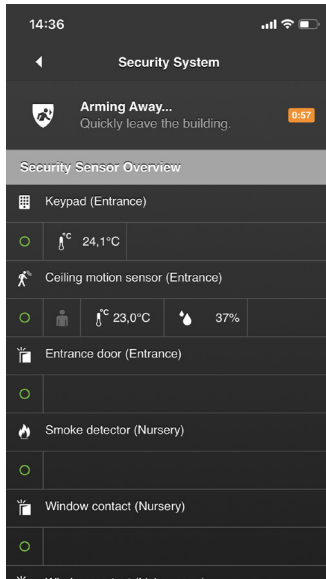 14:36
Security System
Arming Away...
Quickly leave the building.
0:57
Security Sensor Overview
Keypad (Entrance)
°C 24,1°C
Ceiling motion sensor (Entrance)
°C 23,0°C 37%
Entrance door (Entrance)
Smoke detector (Nursery)
Window contact (Nursery)